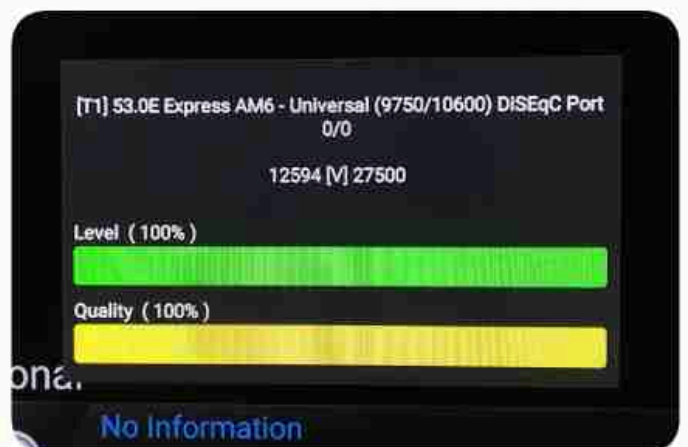 [T1] 53.0E Express AM6 - Universal (9750/10600) DiSEqC Port
0/0
12594 [V] 27500
Level ( 100% )
Quality ( 100% )
No Information